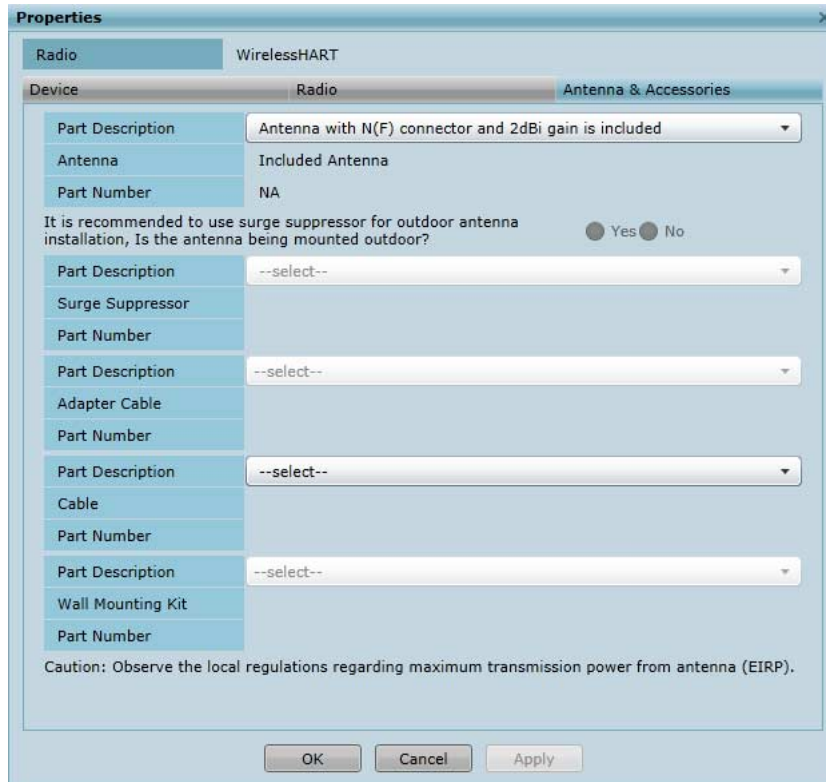 Properties
Radio WirelessHART
Device Radio Antenna & Accessories
Part Description Antenna with N(F) connector and 2dBi gain is included
Antenna Included Antenna
Part Number NA
It is recommended to use surge suppressor for outdoor antenna
installation, Is the antenna being mounted outdoor? Yes No
Part Description --select--
Surge Suppressor
Part Number
Part Description --select--
Adapter Cable
Part Number
Part Description --select--
Cable
Part Number
Part Description --select--
Wall Mounting Kit
Part Number
Caution: Observe the local regulations regarding maximum transmission power from antenna (EIRP).
OK Cancel Apply